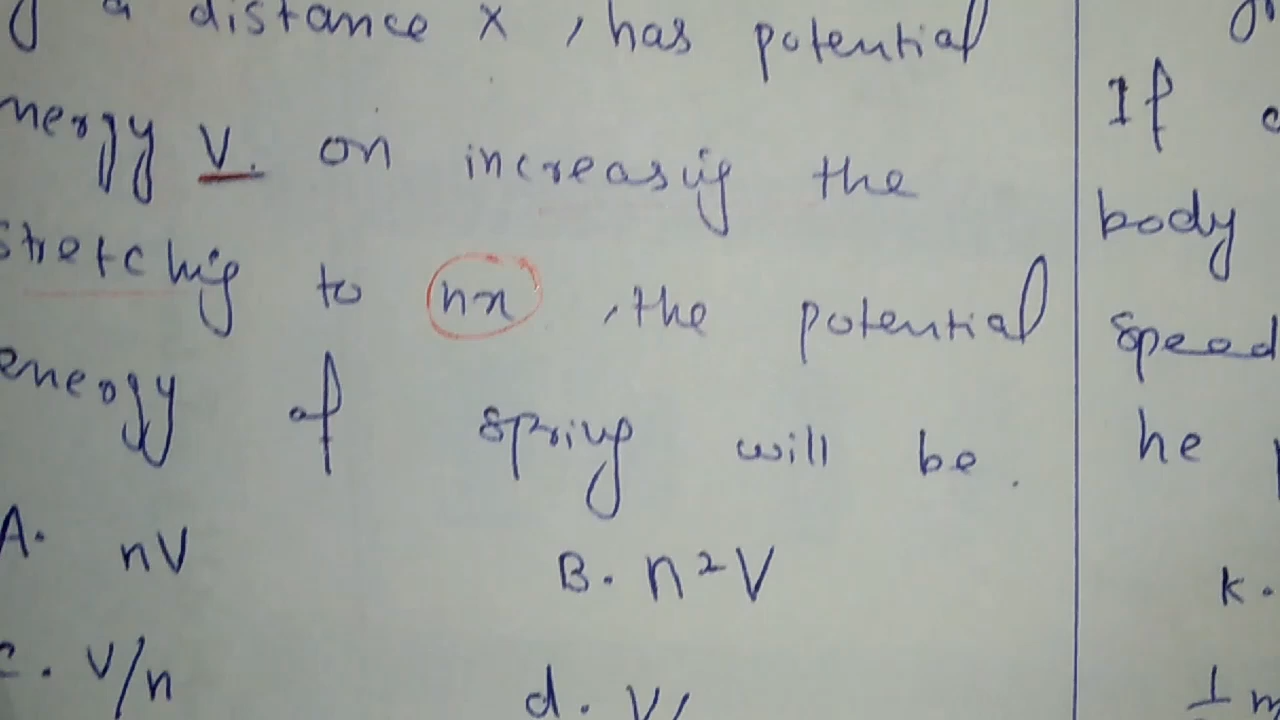 a distance x , has potential
nergy V. on increasing the
stretching to nx , the potential
energy of spring will be .
A. nV
B. n²V
C. V/n
d. V/
If
body
speed
he
k.
1 m